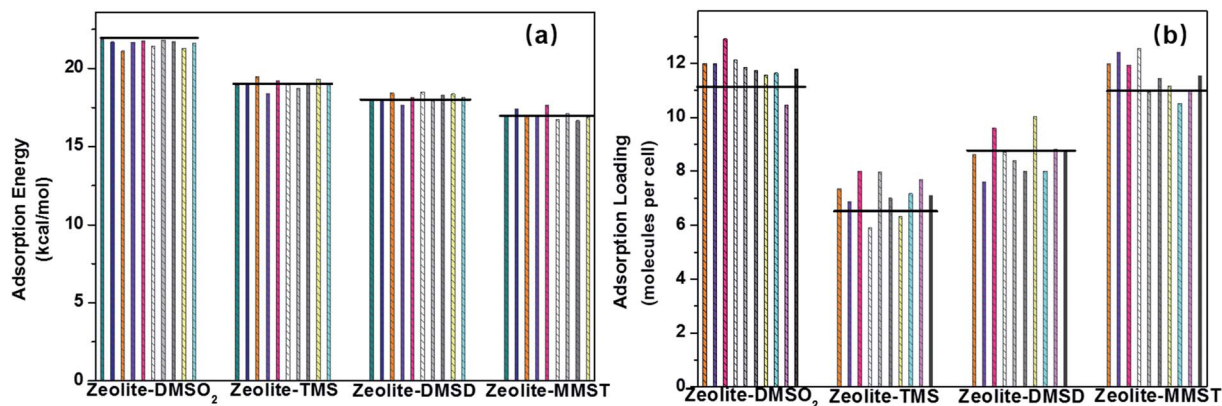 (a)
Adsorption Energy
(kcal/mol)
20
15
10
5
0
Zeolite-DMSO₂
Zeolite-TMS
Zeolite-DMSD
Zeolite-MMST
(b)
Adsorption Loading
(molecules per cell)
12
10
8
6
4
2
0
Zeolite-DMSO₂
Zeolite-TMS
Zeolite-DMSD
Zeolite-MMST